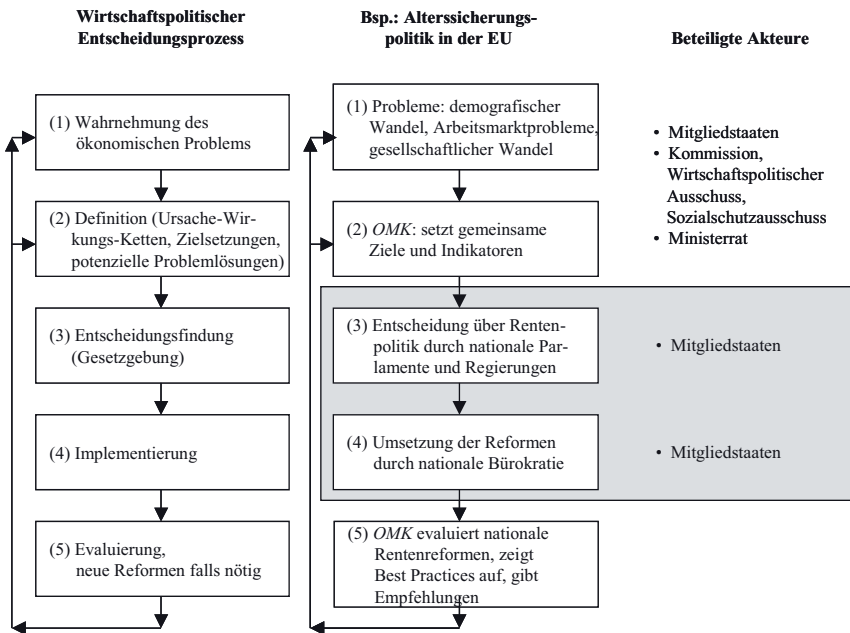 Wirtschaftspolitischer
Entscheidungsprozess
Bsp.: Alterssicherungs-
politik in der EU
Beteiligte Akteure
(1) Wahrnehmung des
ökonomischen Problems
(1) Probleme: demografischer
Wandel, Arbeitsmarktprobleme,
gesellschaftlicher Wandel
• Mitgliedstaaten
• Kommission,
Wirtschaftspolitischer
Ausschuss,
Sozialschutzausschuss
• Ministerrat
(2) Definition (Ursache-Wir-
kungs-Ketten, Zielsetzungen,
potenzielle Problemlösungen)
(2) OMK: setzt gemeinsame
Ziele und Indikatoren
(3) Entscheidungsfindung
(Gesetzgebung)
(3) Entscheidung über Renten-
politik durch nationale Par-
lamente und Regierungen
• Mitgliedstaaten
(4) Implementierung
(4) Umsetzung der Reformen
durch nationale Bürokratie
• Mitgliedstaaten
(5) Evaluierung,
neue Reformen falls nötig
(5) OMK evaluiert nationale
Rentenreformen, zeigt
Best Practices auf, gibt
Empfehlungen